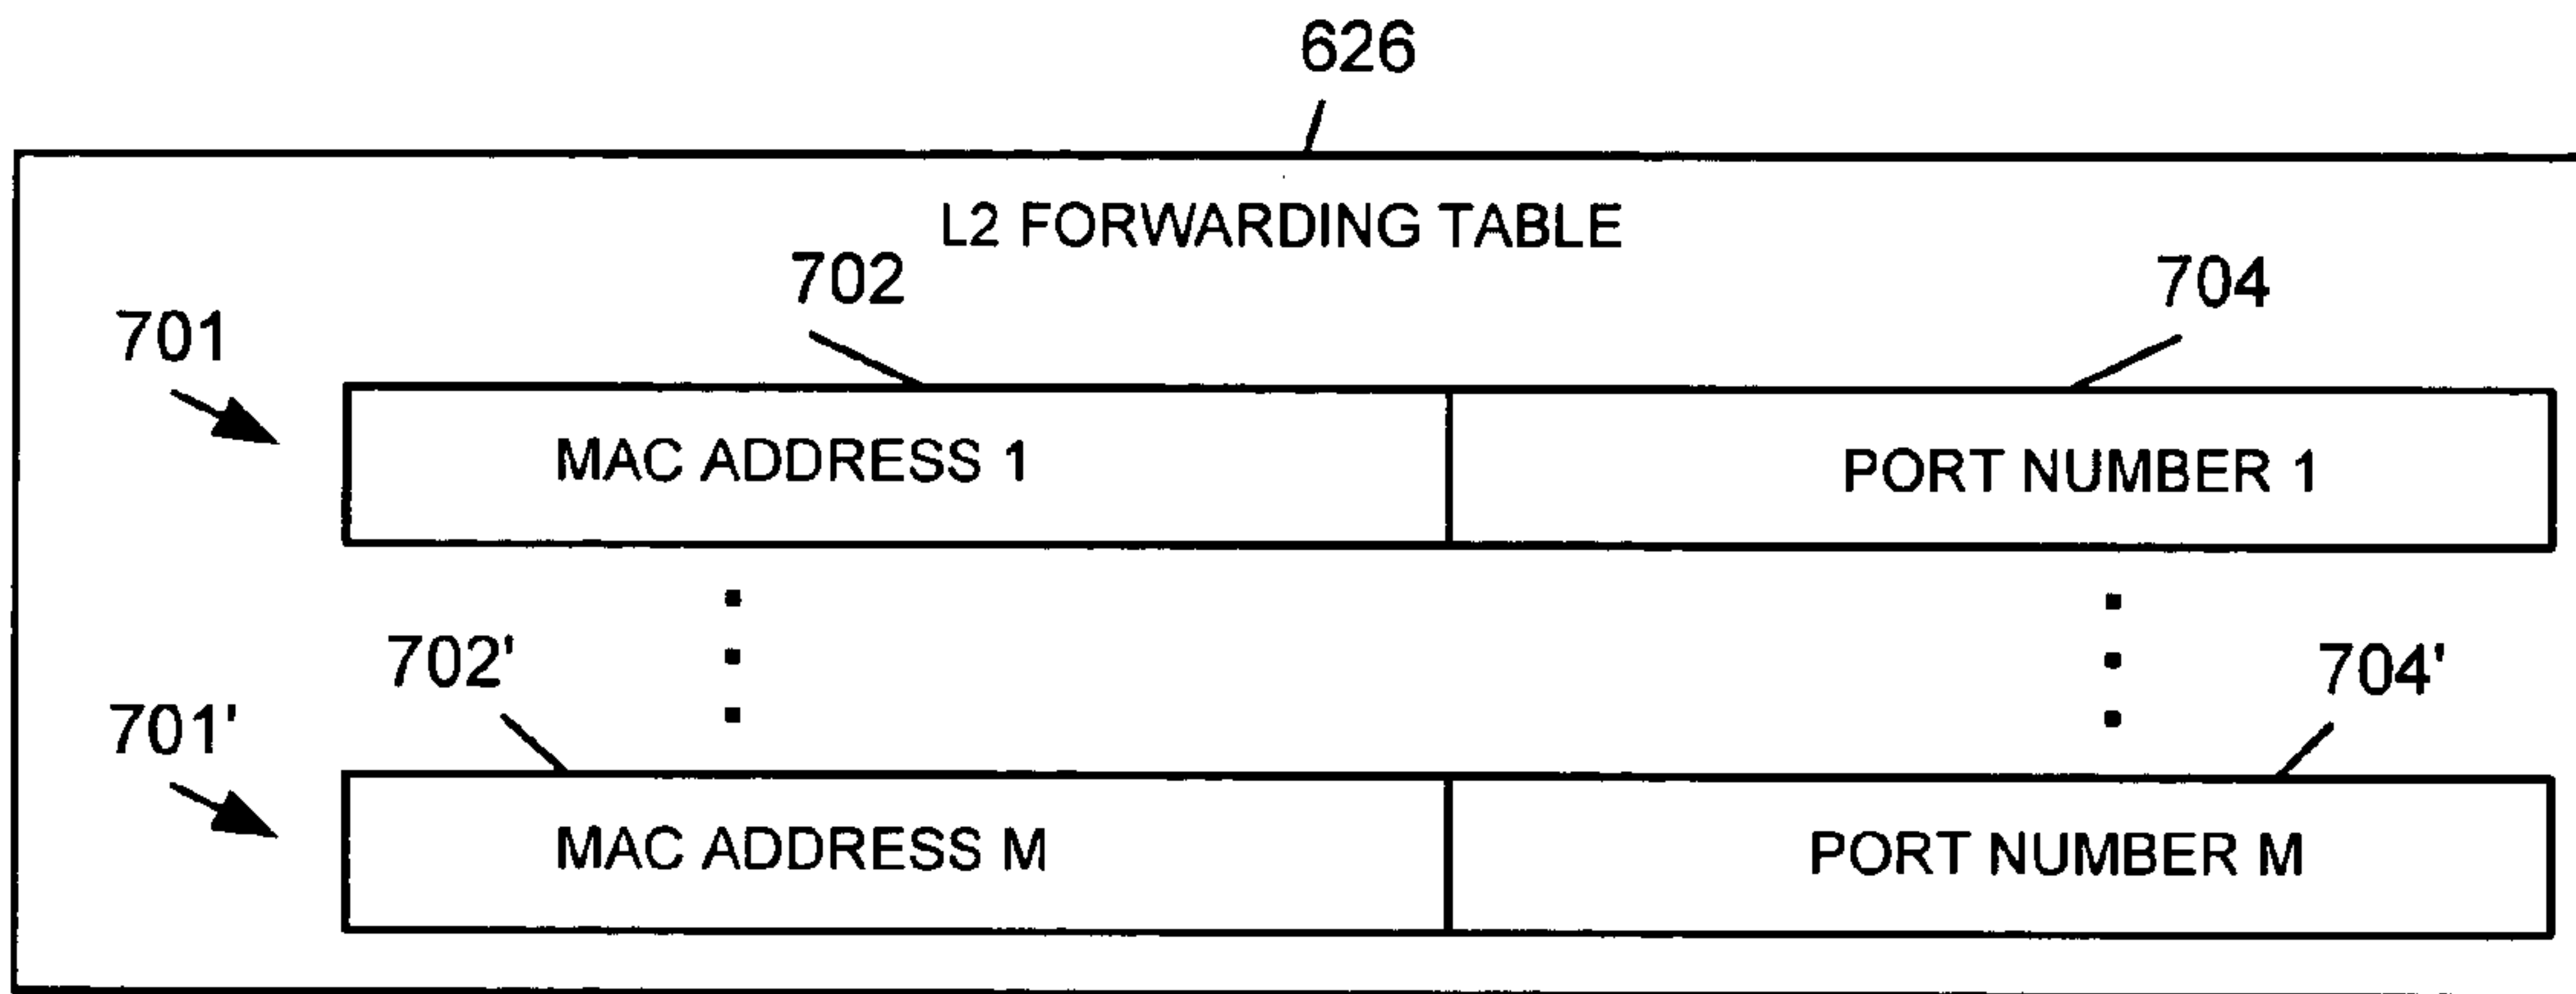 626
L2 FORWARDING TABLE
702
704
701
MAC ADDRESS 1
PORT NUMBER 1
702'
704'
701'
MAC ADDRESS M
PORT NUMBER M